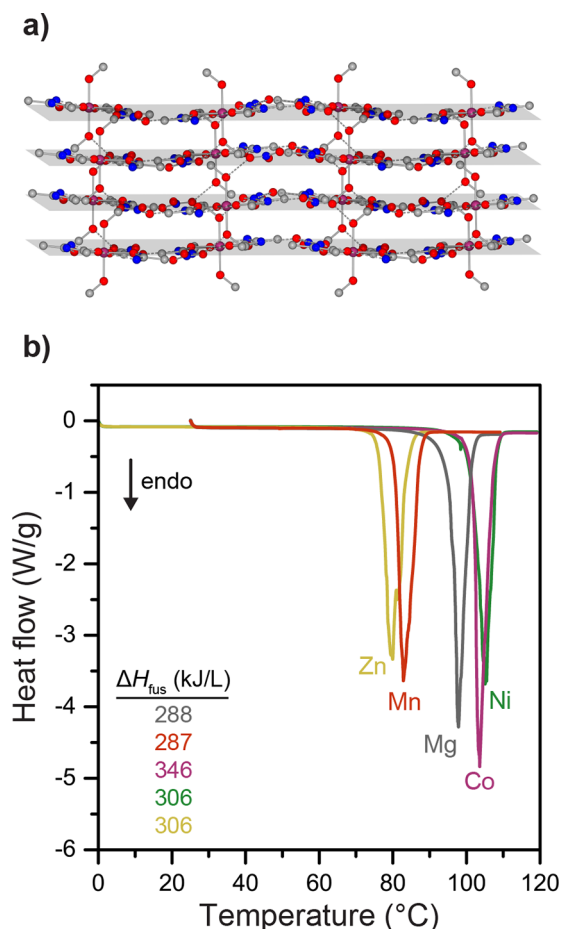 a)
b)
0
-1
-2
-3
-4
-5
-6
Heat flow (W/g)
endo
Zn
Mn
Mg
Co
Ni
ΔHfus (kJ/L)
288
287
346
306
306
0 20 40 60 80 100 120
Temperature (°C)